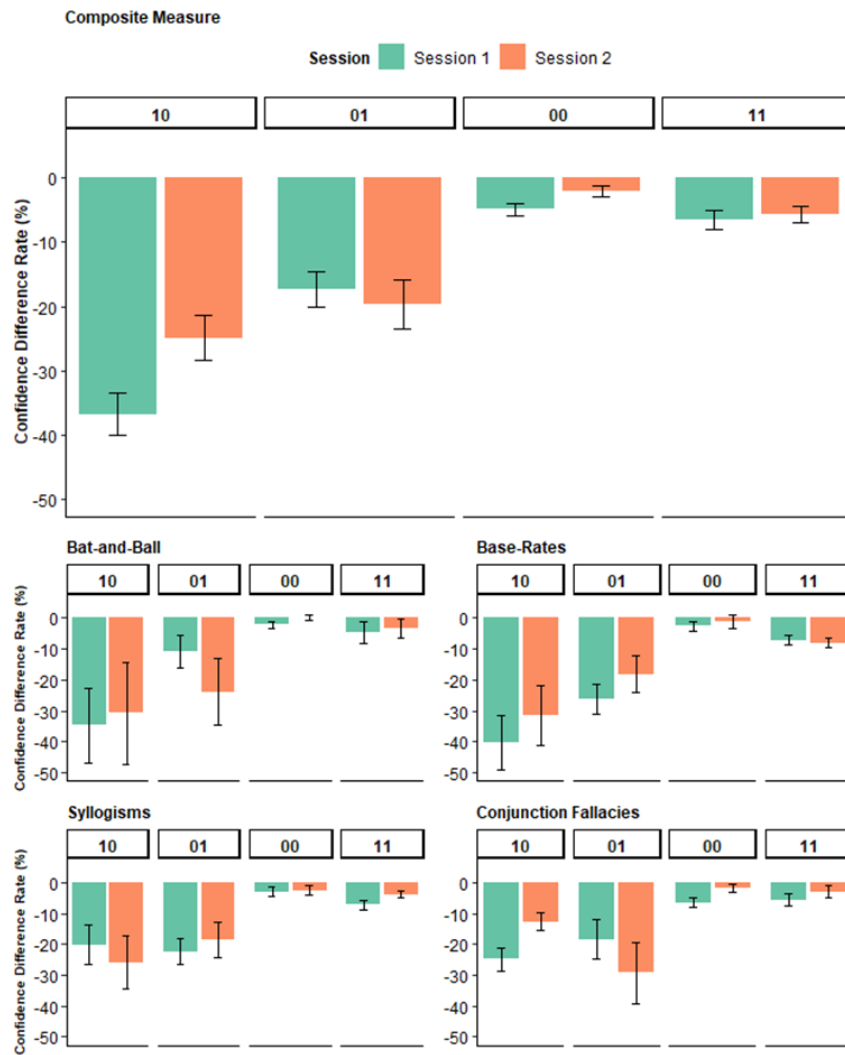 Composite Measure
Session Session 1 Session 2
10 01 00 11
Confidence Difference Rate (%)
0
-10
-20
-30
-40
-50
Bat-and-Ball
10 01 00 11
Confidence Difference Rate (%)
0
-10
-20
-30
-40
-50
Base-Rates
10 01 00 11
0
-10
-20
-30
-40
-50
Syllogisms
10 01 00 11
Confidence Difference Rate (%)
0
-10
-20
-30
-40
-50
Conjunction Fallacies
10 01 00 11
0
-10
-20
-30
-40
-50